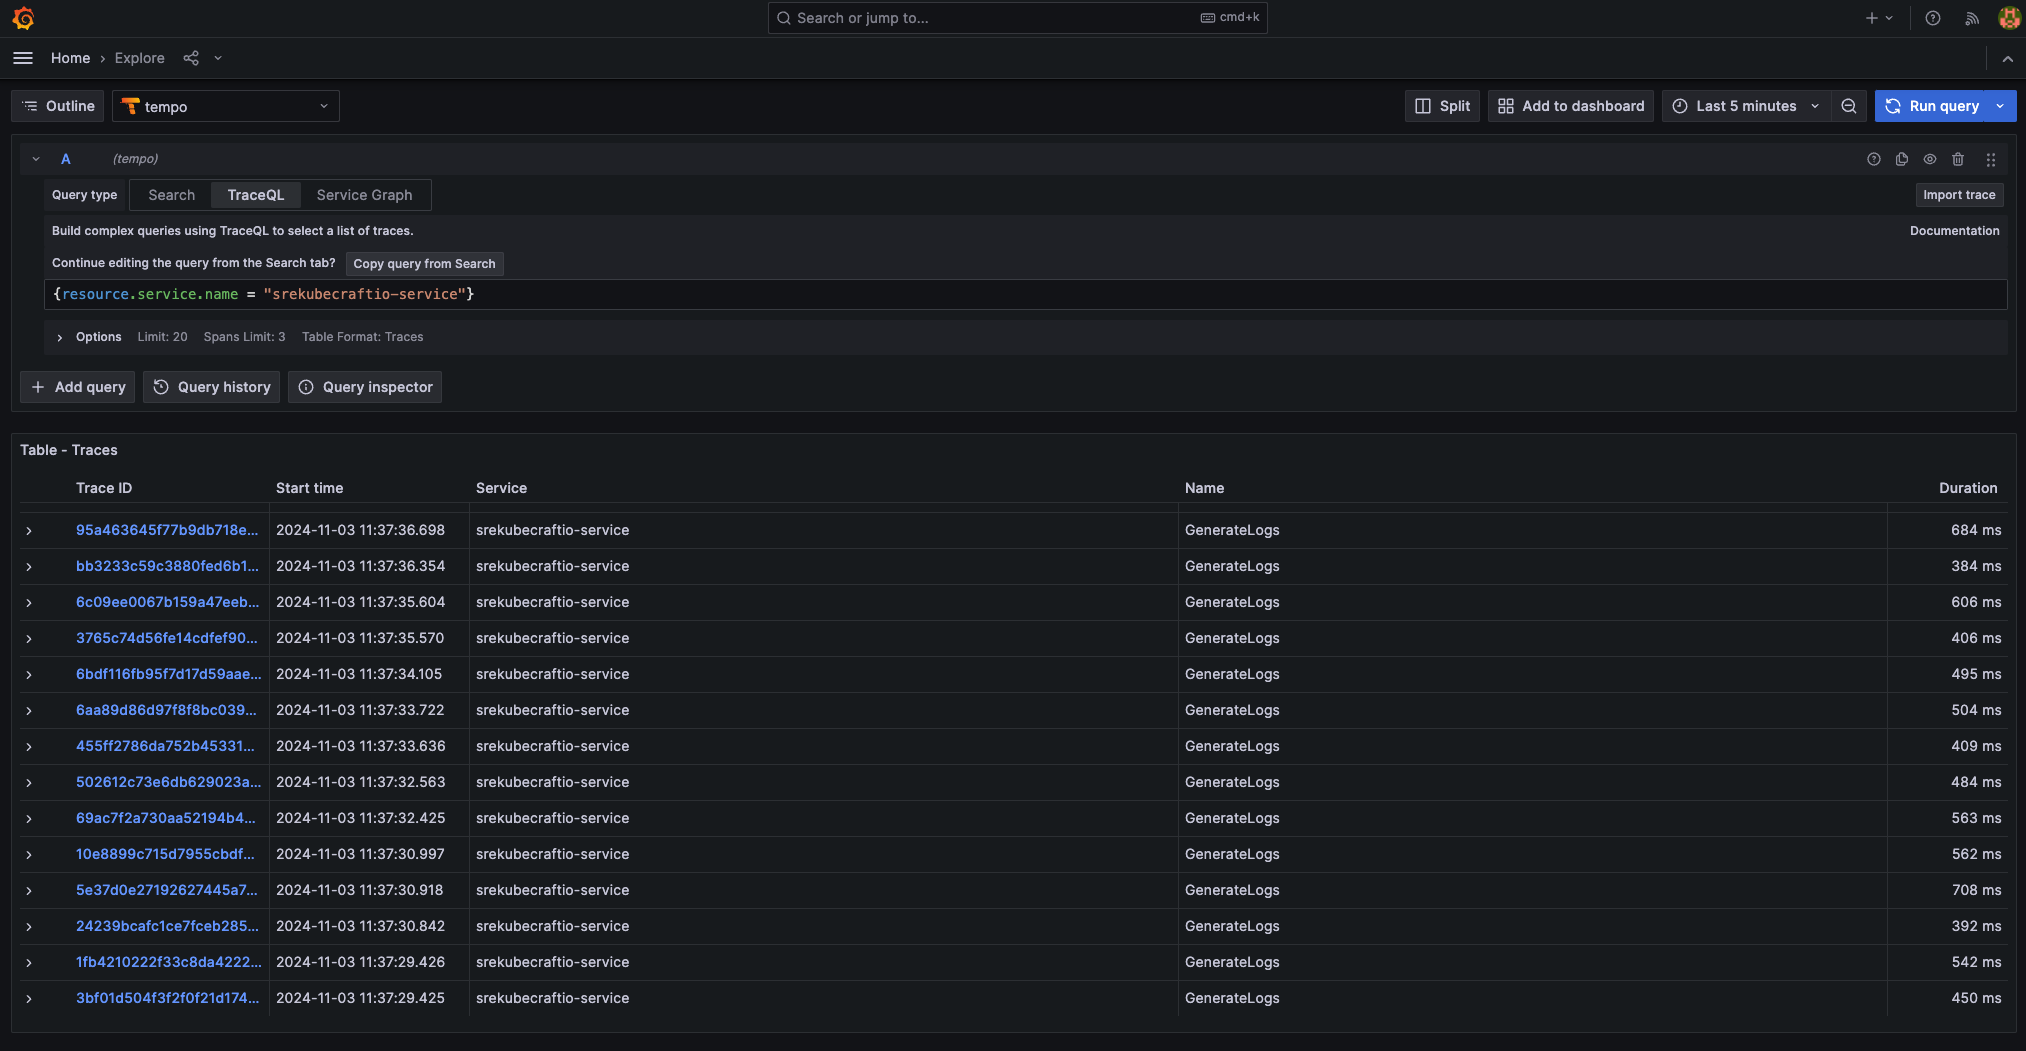 Search or jump to... cmd+k
Home › Explore
Outline tempo Split Add to dashboard Last 5 minutes Run query
A (tempo)
Query type Search TraceQL Service Graph Import trace
Build complex queries using TraceQL to select a list of traces. Documentation
Continue editing the query from the Search tab? Copy query from Search
{resource.service.name = "srekubecraftio-service"}
Options Limit: 20 Spans Limit: 3 Table Format: Traces
+ Add query Query history Query inspector
Table - Traces
Trace ID Start time Service Name Duration
95a463645f77b9db718e... 2024-11-03 11:37:36.698 srekubecraftio-service GenerateLogs 684 ms
bb3233c59c3880fed6b1... 2024-11-03 11:37:36.354 srekubecraftio-service GenerateLogs 384 ms
6c09ee0067b159a47eeb... 2024-11-03 11:37:35.604 srekubecraftio-service GenerateLogs 606 ms
3765c74d56fe14cdfef90... 2024-11-03 11:37:35.570 srekubecraftio-service GenerateLogs 406 ms
6bdf116fb95f7d17d59aae... 2024-11-03 11:37:34.105 srekubecraftio-service GenerateLogs 495 ms
6aa89d86d97f8f8bc039... 2024-11-03 11:37:33.722 srekubecraftio-service GenerateLogs 504 ms
455ff2786da752b45331... 2024-11-03 11:37:33.636 srekubecraftio-service GenerateLogs 409 ms
502612c73e6db629023a... 2024-11-03 11:37:32.563 srekubecraftio-service GenerateLogs 484 ms
69ac7f2a730aa52194b4... 2024-11-03 11:37:32.425 srekubecraftio-service GenerateLogs 563 ms
10e8899c715d7955cbdf... 2024-11-03 11:37:30.997 srekubecraftio-service GenerateLogs 562 ms
5e37d0e27192627445a7... 2024-11-03 11:37:30.918 srekubecraftio-service GenerateLogs 708 ms
24239bcafc1ce7fceb285... 2024-11-03 11:37:30.842 srekubecraftio-service GenerateLogs 392 ms
1fb4210222f33c8da4222... 2024-11-03 11:37:29.426 srekubecraftio-service GenerateLogs 542 ms
3bf01d504f3f2f0f21d174... 2024-11-03 11:37:29.425 srekubecraftio-service GenerateLogs 450 ms